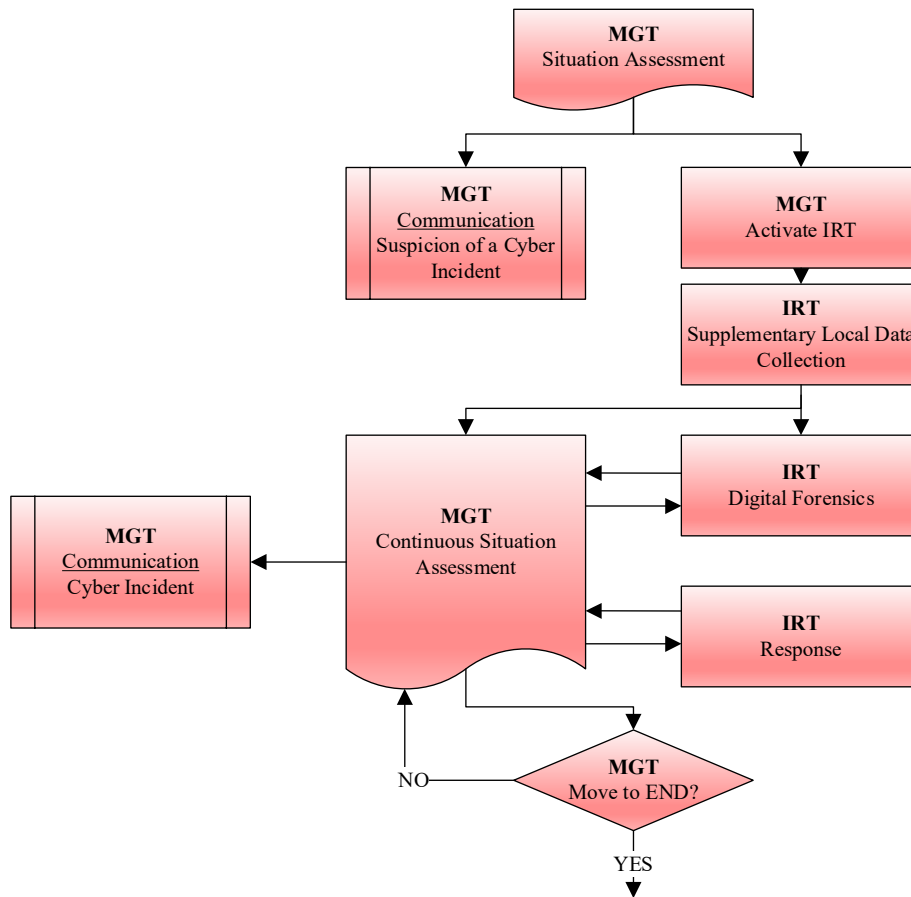 MGT
Situation Assessment
MGT
Communication
Suspicion of a Cyber
Incident
MGT
Activate IRT
IRT
Supplementary Local Data
Collection
MGT
Continuous Situation
Assessment
IRT
Digital Forensics
MGT
Communication
Cyber Incident
IRT
Response
MGT
Move to END?
NO
YES